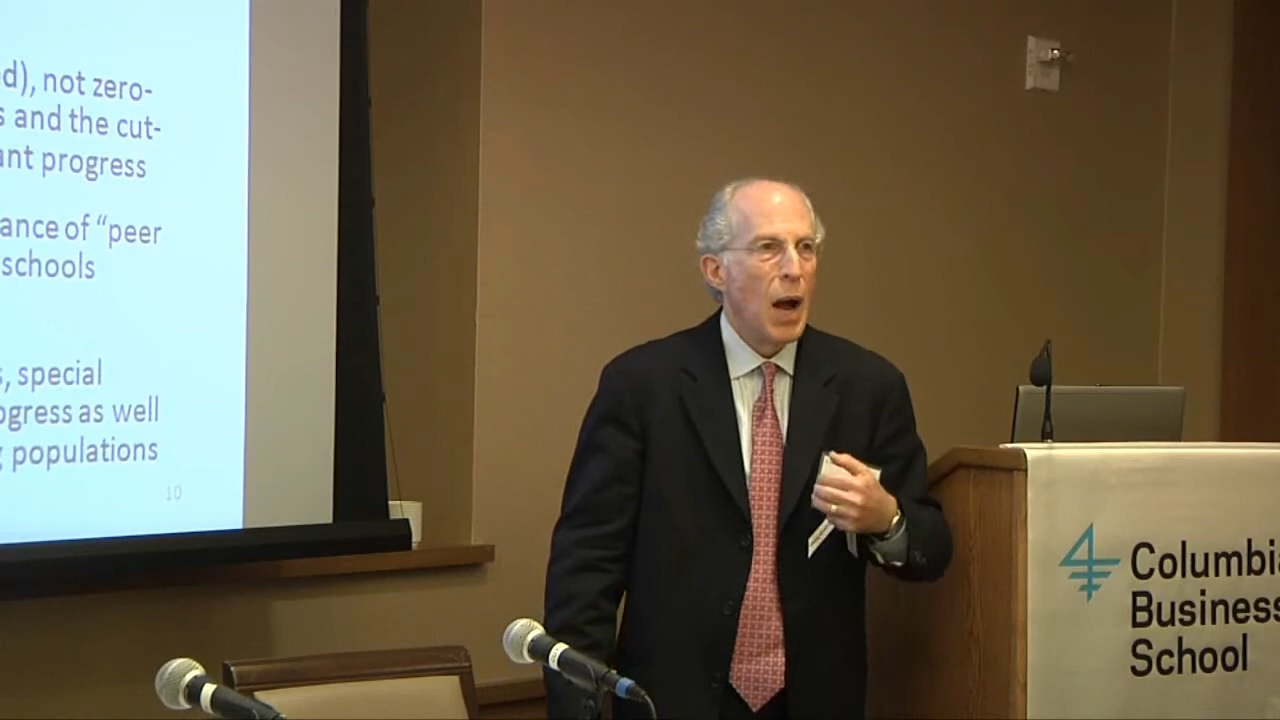 d), not zero-
s and the cut-
ant progress
ance of “peer
schools
s, special
ogress as well
g populations
10
Columbia
Business
School